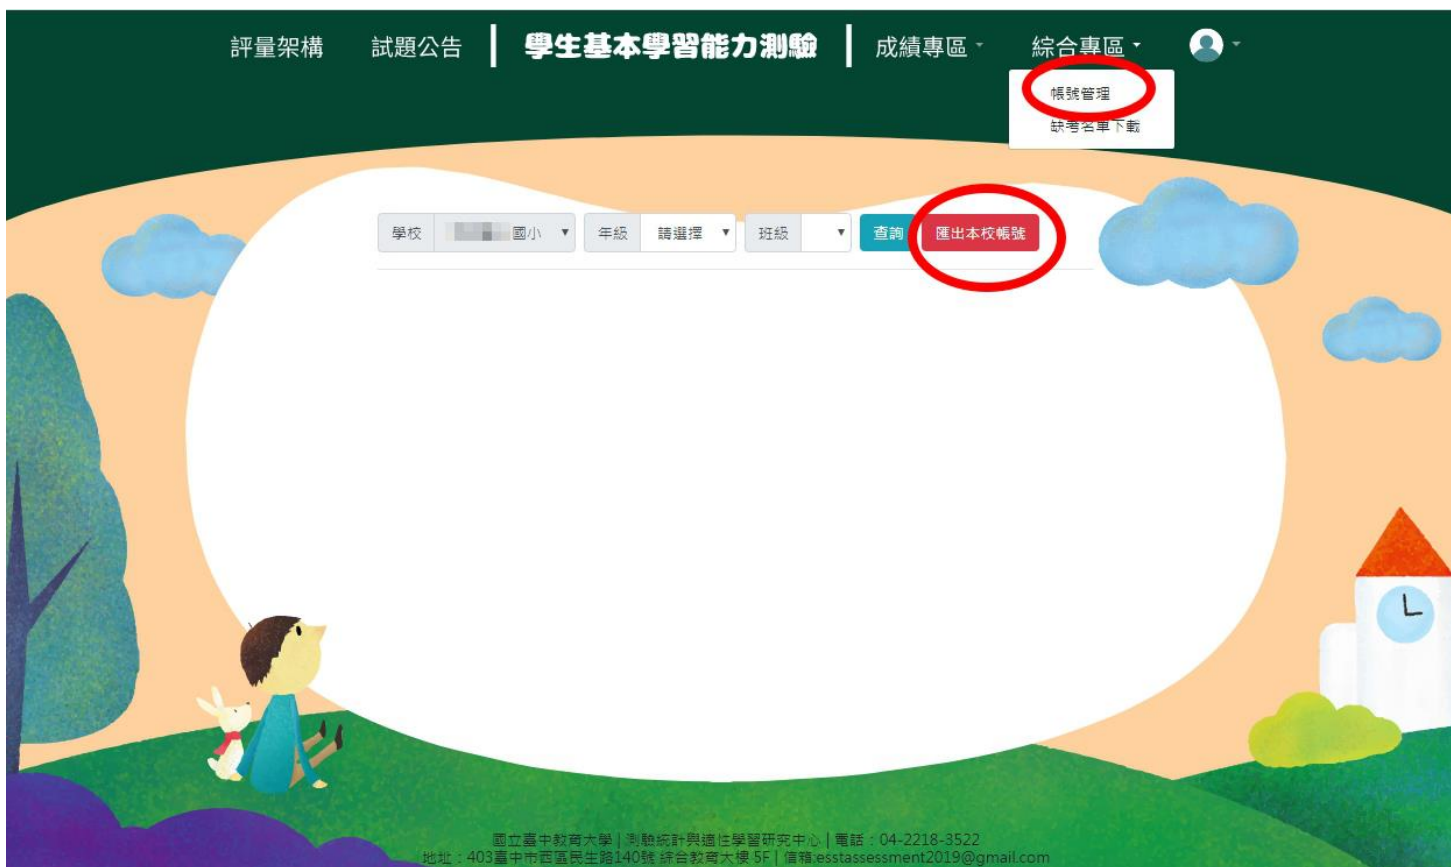 評量架構 試題公告 學生基本學習能力測驗 成績專區 綜合專區
帳號管理
缺考名單下載
學校 國小 年級 請選擇 班級 查詢 匯出本校帳號
國立臺中教育大學 | 測驗統計與適性學習研究中心 | 電話：04-2218-3522
地址：403臺中市西區民生路140號 綜合教育大樓 5F | 信箱:esstassessment2019@gmail.com